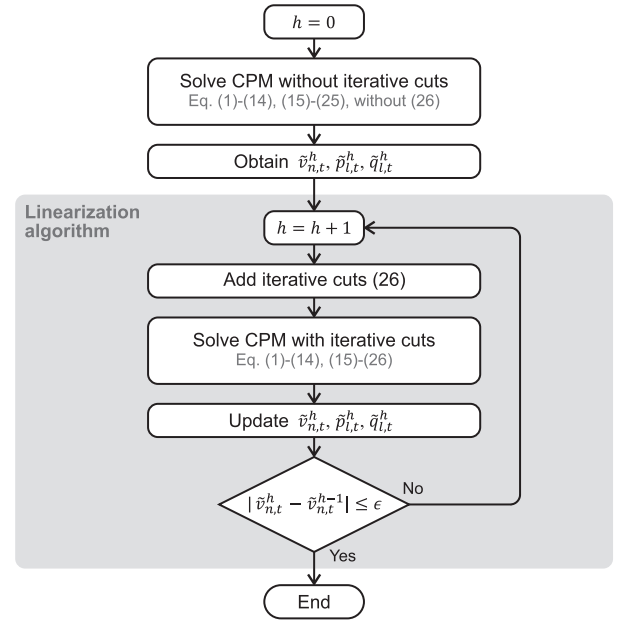 h = 0
Solve CPM without iterative cuts
Eq. (1)-(14), (15)-(25), without (26)
Obtain ṽ^h_{n,t}, p̃^h_{l,t}, q̃^h_{l,t}
Linearization
algorithm
h = h + 1
Add iterative cuts (26)
Solve CPM with iterative cuts
Eq. (1)-(14), (15)-(26)
Update ṽ^h_{n,t}, p̃^h_{l,t}, q̃^h_{l,t}
No
|ṽ^h_{n,t} − ṽ^{h−1}_{n,t}| ≤ ϵ
Yes
End